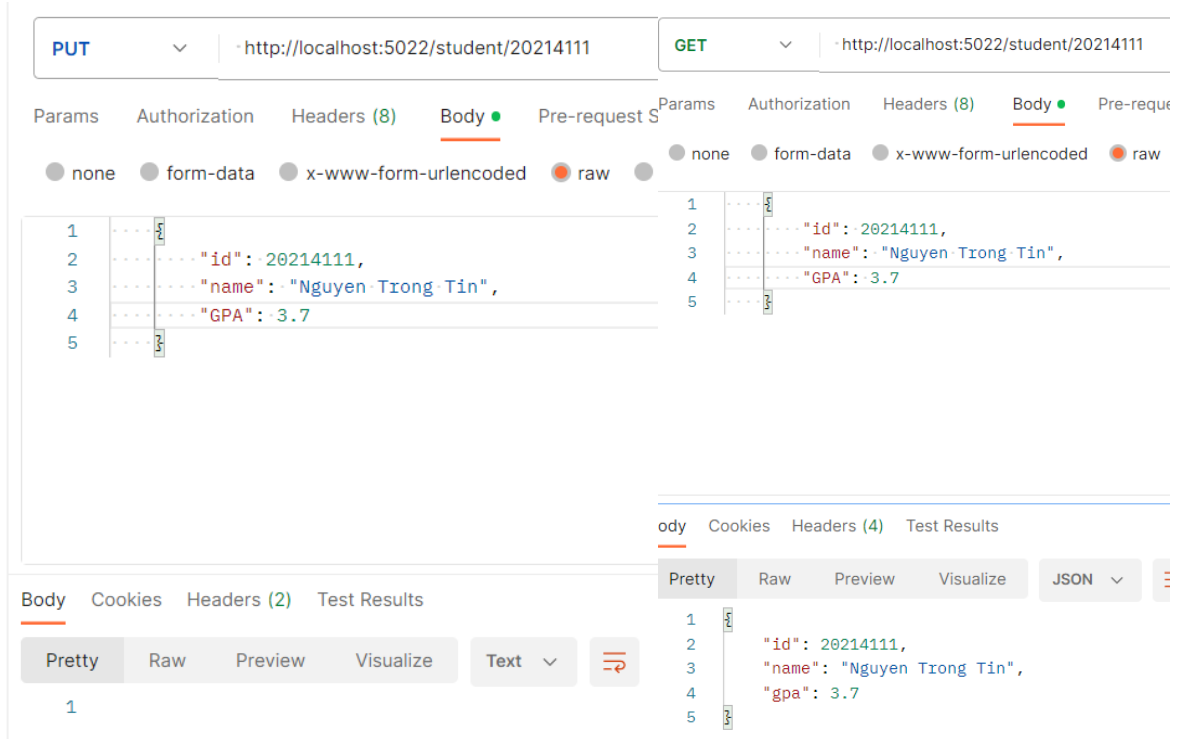 PUT http://localhost:5022/student/20214111
Params Authorization Headers (8) Body Pre-request S
none form-data x-www-form-urlencoded raw
1 {
2 "id": 20214111,
3 "name": "Nguyen Trong Tin",
4 "GPA": 3.7
5 }
Body Cookies Headers (2) Test Results
Pretty Raw Preview Visualize Text
1
GET http://localhost:5022/student/20214111
Params Authorization Headers (8) Body Pre-reque
none form-data x-www-form-urlencoded raw
1 {
2 "id": 20214111,
3 "name": "Nguyen Trong Tin",
4 "GPA": 3.7
5 }
ody Cookies Headers (4) Test Results
Pretty Raw Preview Visualize JSON
1 {
2 "id": 20214111,
3 "name": "Nguyen Trong Tin",
4 "gpa": 3.7
5 }